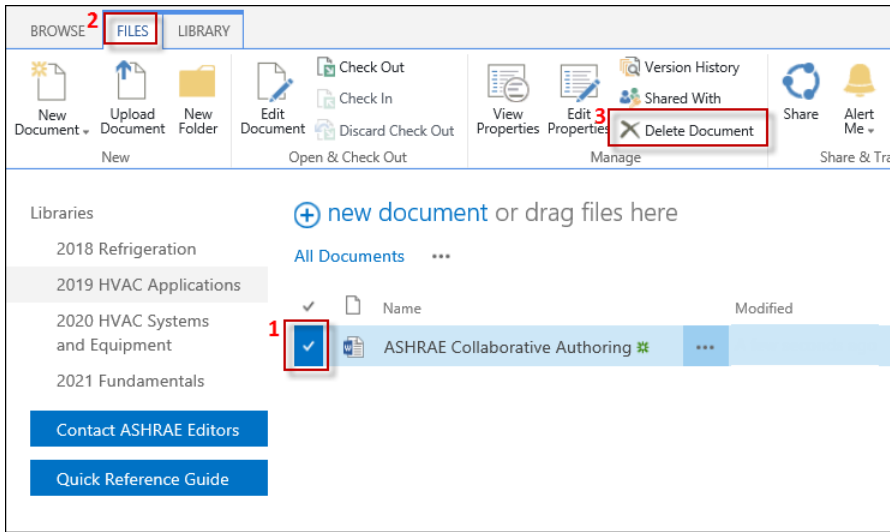 BROWSE 2 FILES LIBRARY
New Document
Upload Document
New Folder
New
Edit Document
Check Out
Check In
Discard Check Out
Open & Check Out
View Properties
Edit Properties
Version History
Shared With
3 Delete Document
Manage
Share
Alert Me
Share & Tra
Libraries
2018 Refrigeration
2019 HVAC Applications
2020 HVAC Systems
and Equipment
2021 Fundamentals
Contact ASHRAE Editors
Quick Reference Guide
new document or drag files here
All Documents ...
Name Modified
1 ASHRAE Collaborative Authoring ...